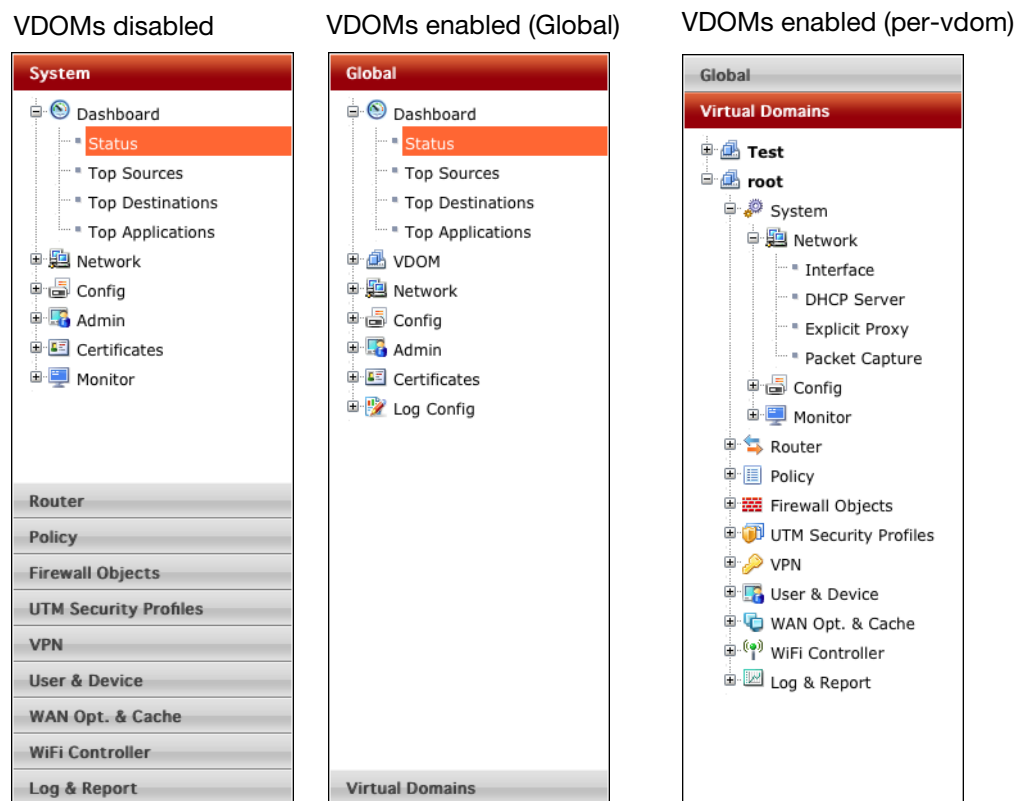 VDOMs disabled
System
Dashboard
Status
Top Sources
Top Destinations
Top Applications
Network
Config
Admin
Certificates
Monitor
Router
Policy
Firewall Objects
UTM Security Profiles
VPN
User & Device
WAN Opt. & Cache
WiFi Controller
Log & Report
VDOMs enabled (Global)
Global
Dashboard
Status
Top Sources
Top Destinations
Top Applications
VDOM
Network
Config
Admin
Certificates
Log Config
Virtual Domains
VDOMs enabled (per-vdom)
Global
Virtual Domains
Test
root
System
Network
Interface
DHCP Server
Explicit Proxy
Packet Capture
Config
Monitor
Router
Policy
Firewall Objects
UTM Security Profiles
VPN
User & Device
WAN Opt. & Cache
WiFi Controller
Log & Report